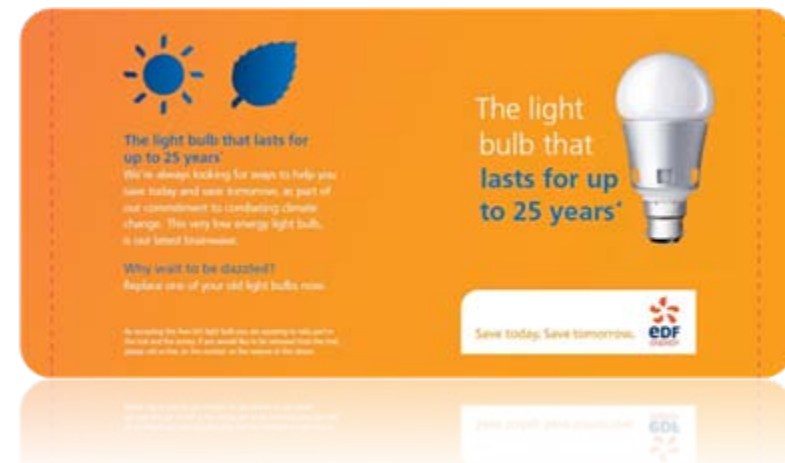 The light bulb that lasts for
up to 25 years*
We're always looking for ways to help you
save today and save tomorrow, as part of
our commitment to combating climate
change. This very low energy light bulb,
is our latest brainwave.
Why wait to be dazzled?
Replace one of your old light bulbs now.
The light
bulb that
lasts for up
to 25 years*
Save today. Save tomorrow.
eDF
ENERGY